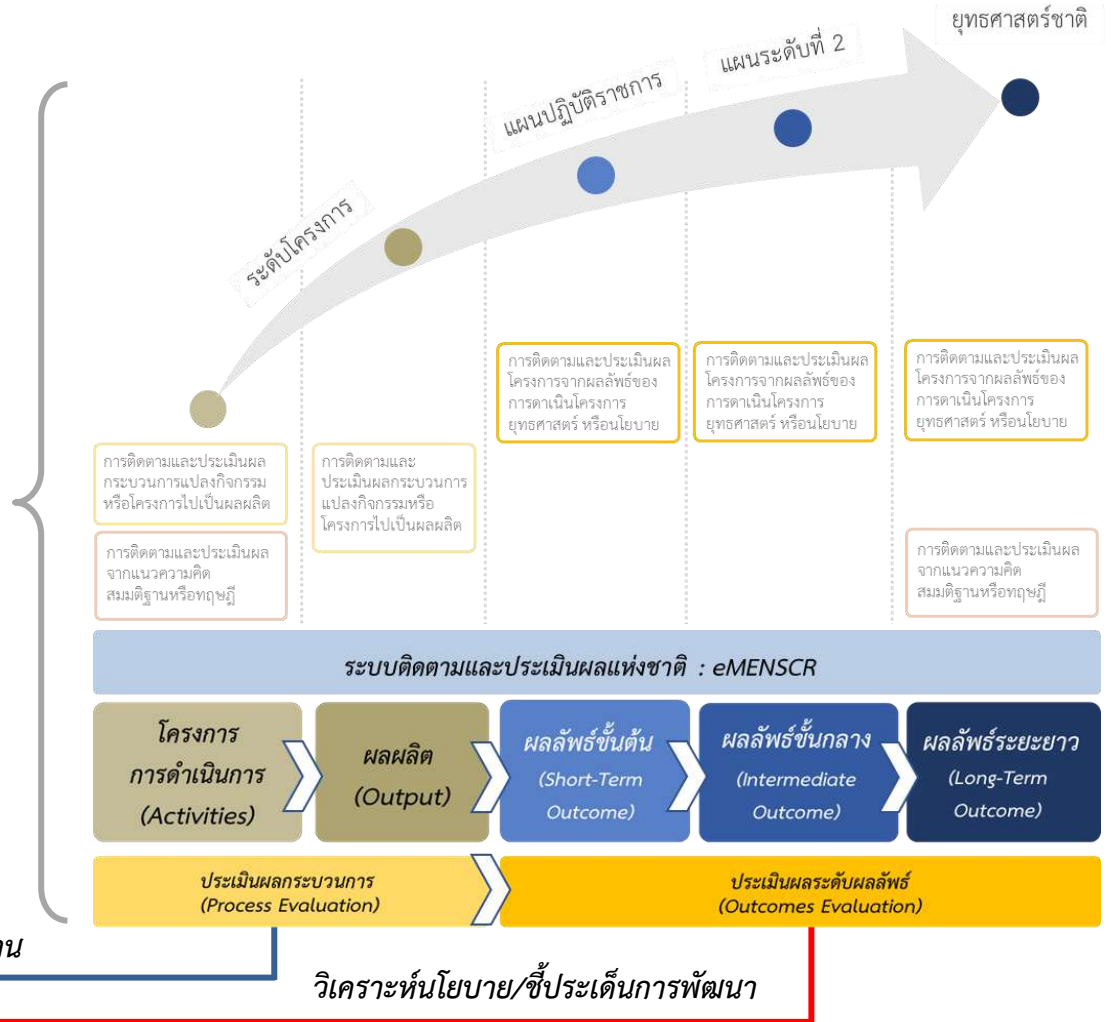 ยุทธศาสตร์ชาติ
แผนระดับที่ 2
แผนปฏิบัติราชการ
ระดับโครงการ
การติดตามและประเมินผล
โครงการจากผลลัพธ์ของ
การดาเนินโครงการ
ยุทธศาสตร์ หรือนโยบาย
การติดตามและประเมินผล
โครงการจากผลลัพธ์ของ
การดาเนินโครงการ
ยุทธศาสตร์ หรือนโยบาย
การติดตามและประเมินผล
โครงการจากผลลัพธ์ของ
การดาเนินโครงการ
ยุทธศาสตร์ หรือนโยบาย
การติดตามและประเมินผล
กระบวนการแปลงกิจกรรม
หรือโครงการไปเป็นผลผลิต
การติดตามและ
ประเมินผลกระบวนการ
แปลงกิจกรรมหรือ
โครงการไปเป็นผลผลิต
การติดตามและประเมินผล
จากแนวความคิด
สมมติฐานหรือทฤษฎี
การติดตามและประเมินผล
จากแนวความคิด
สมมติฐานหรือทฤษฎี
ระบบติดตามและประเมินผลแห่งชาติ : eMENSCR
โครงการ
การดำเนินการ
(Activities)
ผลผลิต
(Output)
ผลลัพธ์ขั้นต้น
(Short-Term
Outcome)
ผลลัพธ์ขั้นกลาง
(Intermediate
Outcome)
ผลลัพธ์ระยะยาว
(Long-Term
Outcome)
ประเมินผลกระบวนการ
(Process Evaluation)
ประเมินผลระดับผลลัพธ์
(Outcomes Evaluation)
วิเคราะห์นโยบาย/ชี้ประเด็นการพัฒนา